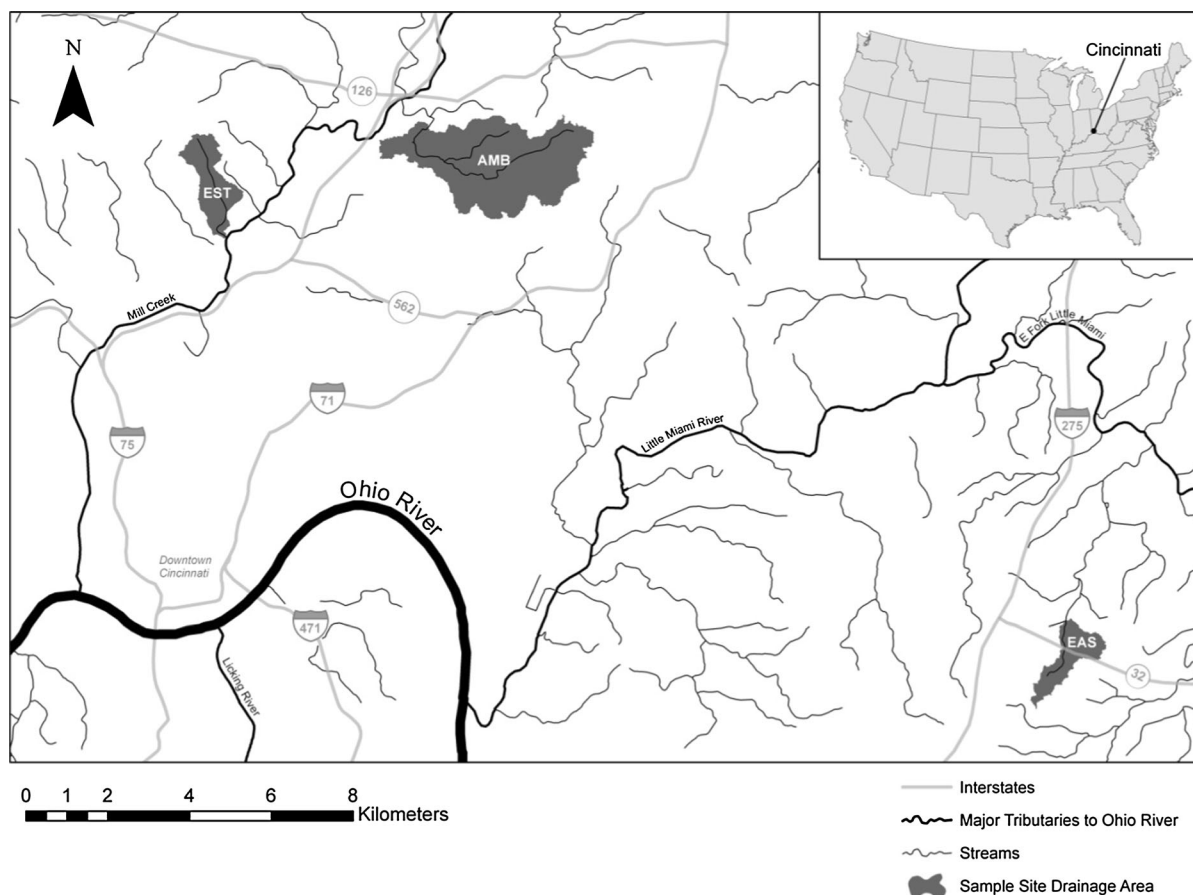 N
126
Cincinnati
EST
AMB
Mill Creek
562
E Fork Little Miami
71
75
275
Little Miami River
Ohio River
Downtown
Cincinnati
471
Licking River
EAS
32
0 1 2 4 6 8
Kilometers
Interstates
Major Tributaries to Ohio River
Streams
Sample Site Drainage Area